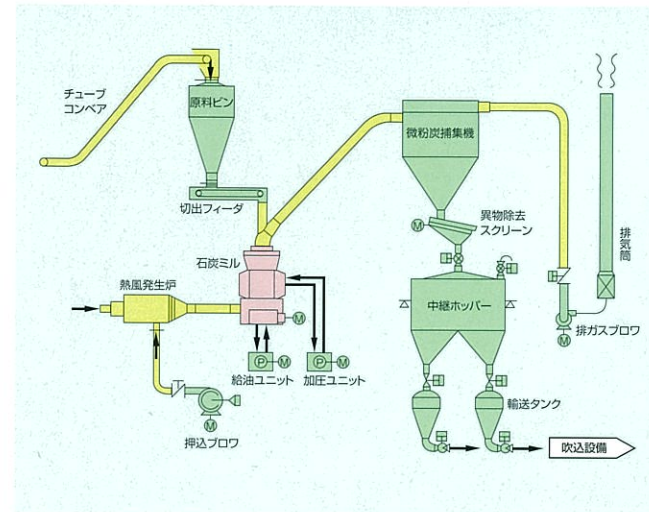 チューブ
コンベア
原料ビン
切出フィーダ
石炭ミル
熱風発生炉
押込ブロワ
M
P
M
給油ユニット
P
M
加圧ユニット
M
微粉炭捕集機
M
異物除去
スクリーン
中継ホッパー
輸送タンク
吹込設備
排気筒
排ガスブロワ
M